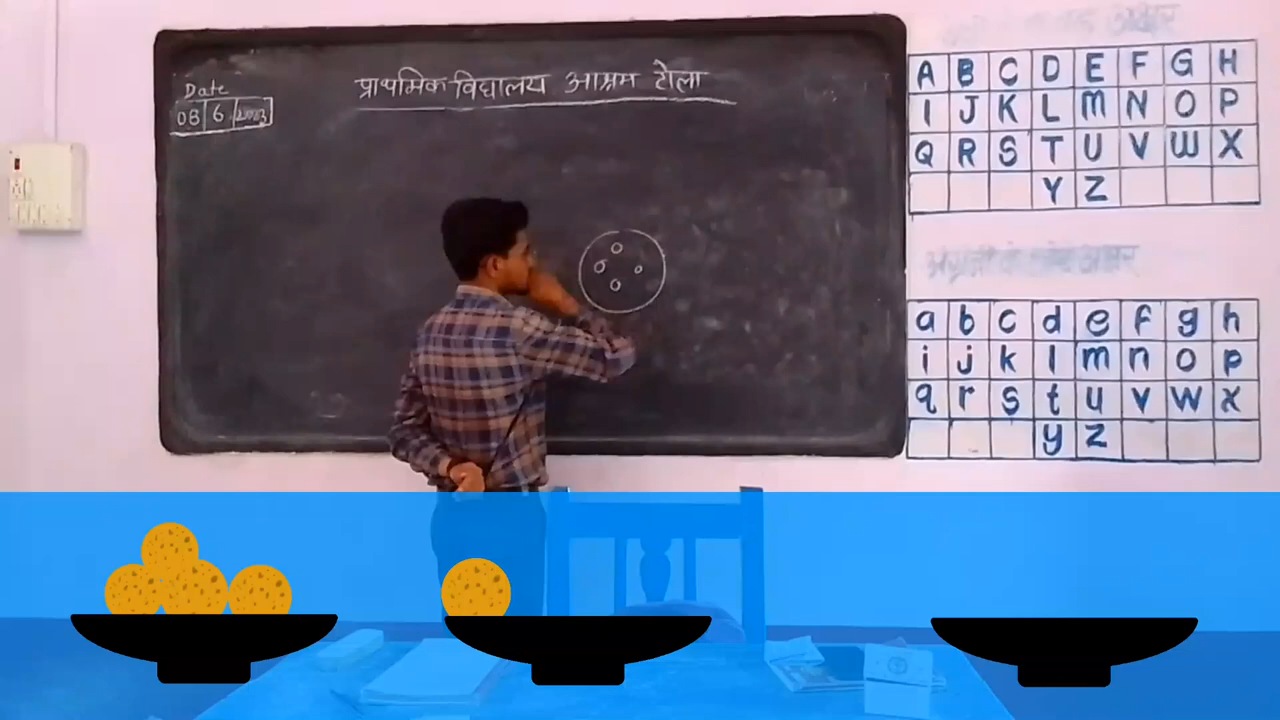 प्राथमिक विद्यालय आश्रम टोला
Date
08 6
A B C D E F G H
I J K L M N O P
Q R S T U V W X
Y Z
a b c d e f g h
i j k l m n o p
q r s t u v w x
y z